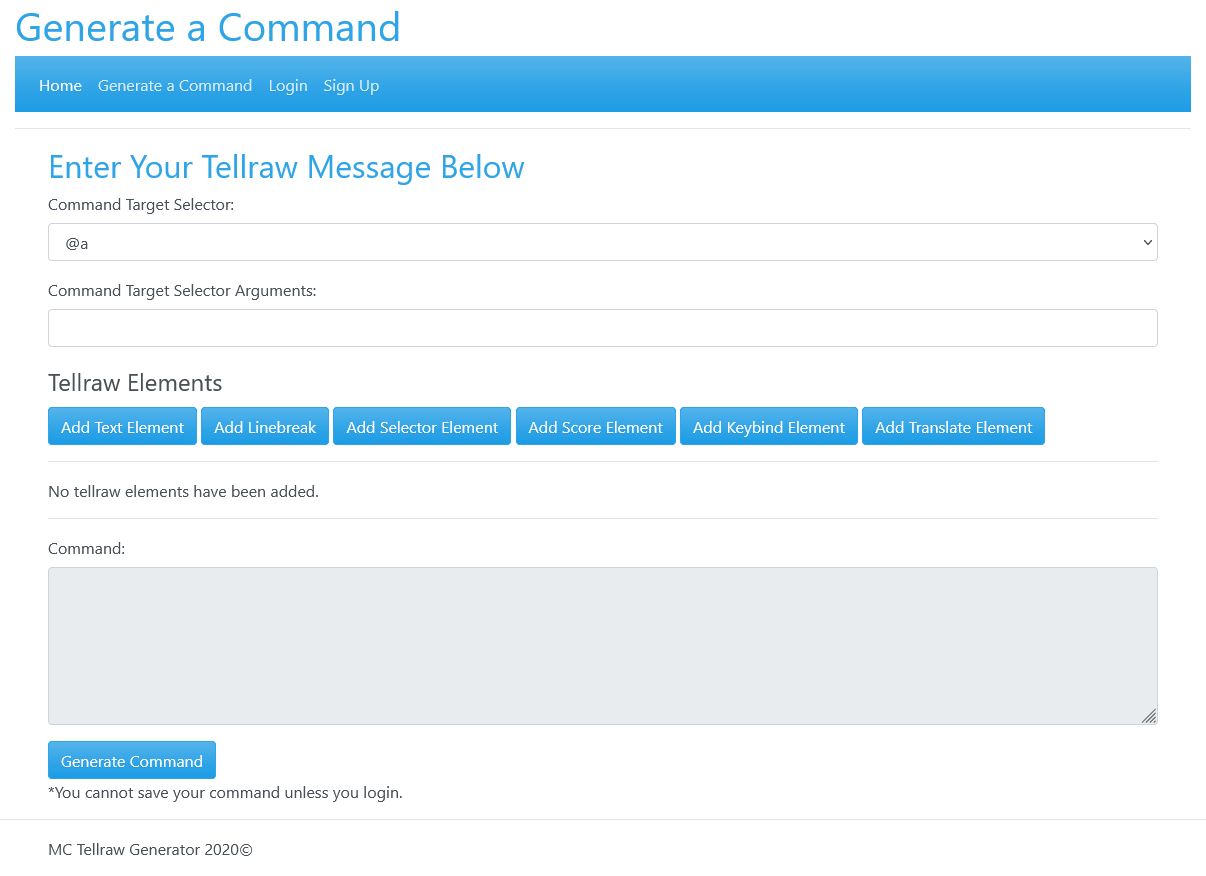 Generate a Command
Home Generate a Command Login Sign Up
Enter Your Tellraw Message Below
Command Target Selector:
@a
Command Target Selector Arguments:
Tellraw Elements
Add Text Element Add Linebreak Add Selector Element Add Score Element Add Keybind Element Add Translate Element
No tellraw elements have been added.
Command:
Generate Command
*You cannot save your command unless you login.
MC Tellraw Generator 2020©